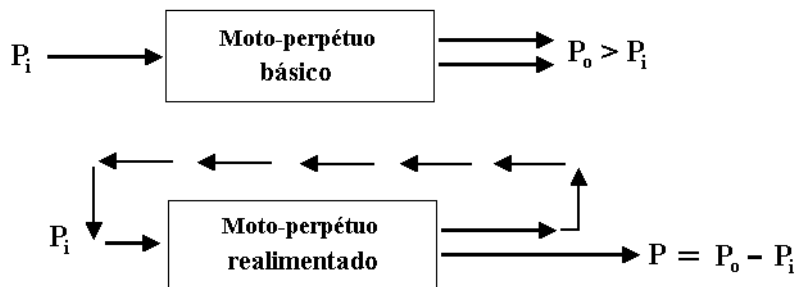 Moto-perpétuo
básico
Pi
Po > Pi
Moto-perpétuo
realimentado
Pi
P = Po – Pi